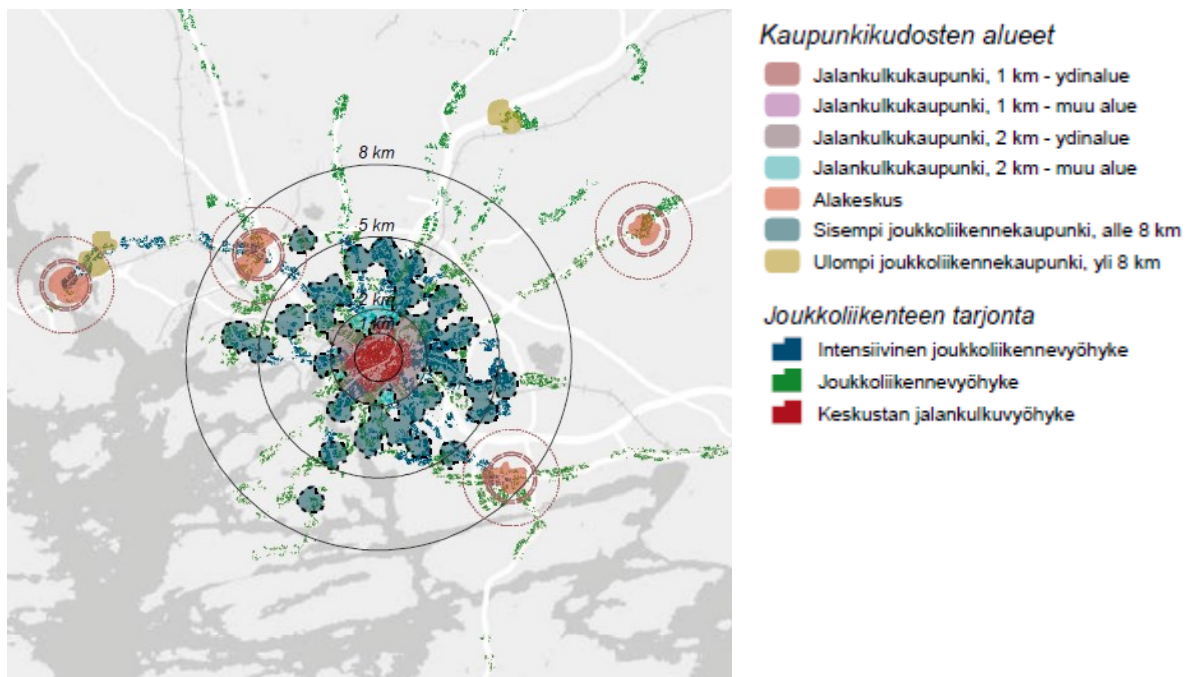 8 km
5 km
2 km
Kaupunkikudosten alueet
Jalankulkukaupunki, 1 km - ydinalue
Jalankulkukaupunki, 1 km - muu alue
Jalankulkukaupunki, 2 km - ydinalue
Jalankulkukaupunki, 2 km - muu alue
Alakeskus
Sisempi joukkoliikennekaupunki, alle 8 km
Ulompi joukkoliikennekaupunki, yli 8 km
Joukkoliikenteen tarjonta
Intensiivinen joukkoliikennevyöhyke
Joukkoliikennevyöhyke
Keskustan jalankulkuvyöhyke